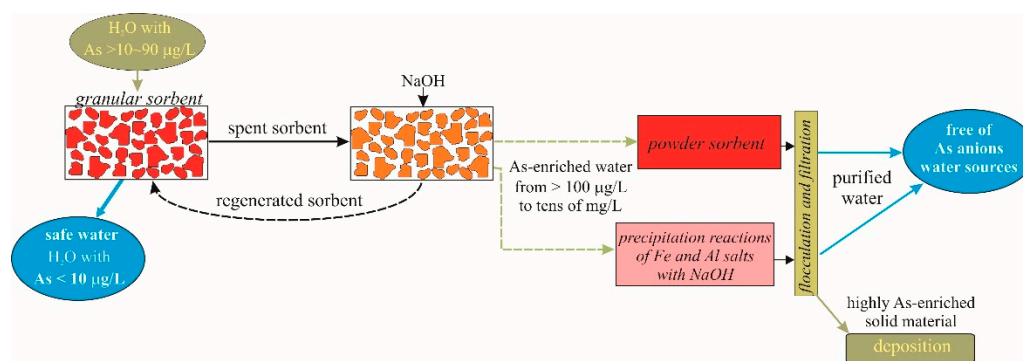 H₂O with
As >10~90 µg/L
granular sorbent
spent sorbent
regenerated sorbent
safe water
H₂O with
As < 10 µg/L
NaOH
As-enriched water
from > 100 µg/L
to tens of mg/L
powder sorbent
precipitation reactions
of Fe and Al salts
with NaOH
flocculation and filtration
purified
water
free of
As anions
water sources
highly As-enriched
solid material
deposition